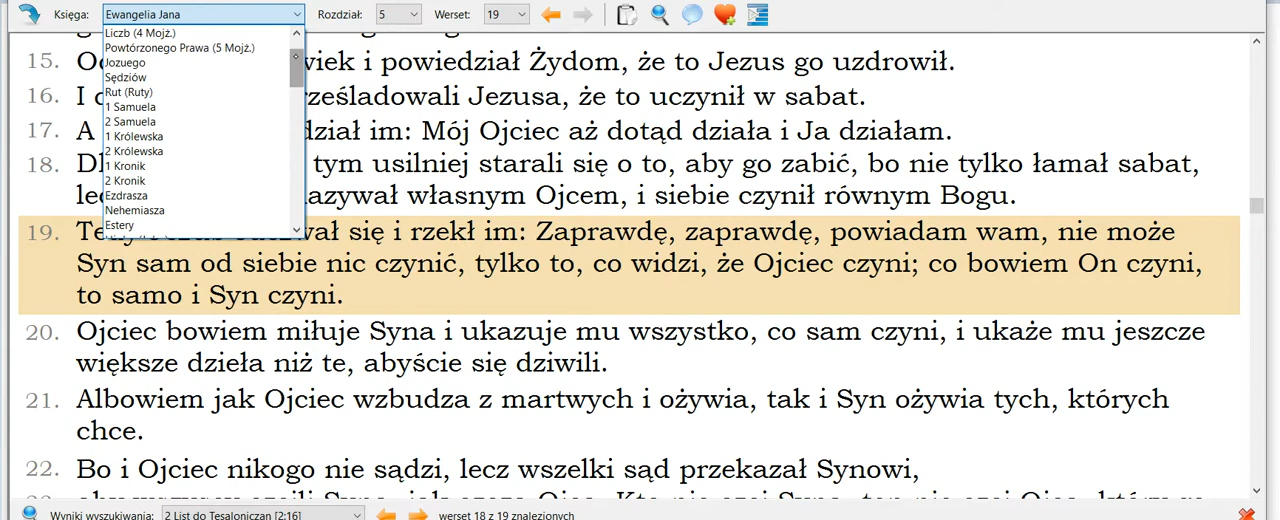 Księga: Ewangelia Jana Rozdział: 5 Werset: 19
Liczb (4 Mojż.)
Powtórzonego Prawa (5 Mojż.)
Jozuego
Sędziów
Rut (Ruty)
1 Samuela
2 Samuela
1 Królewska
2 Królewska
1 Kronik
2 Kronik
Ezdrasza
Nehemiasza
Estery
15. wiek i powiedział Żydom, że to Jezus go uzdrowił.
16. I rześladowali Jezusa, że to uczynił w sabat.
17. A dział im: Mój Ojciec aż dotąd działa i Ja działam.
18. tym usilniej starali się o to, aby go zabić, bo nie tylko łamał sabat,
azywał własnym Ojcem, i siebie czynił równym Bogu.
19. wał się i rzekł im: Zaprawdę, zaprawdę, powiadam wam, nie może
Syn sam od siebie nic czynić, tylko to, co widzi, że Ojciec czyni; co bowiem On czyni,
to samo i Syn czyni.
20. Ojciec bowiem miłuje Syna i ukazuje mu wszystko, co sam czyni, i ukaże mu jeszcze
większe dzieła niż te, abyście się dziwili.
21. Albowiem jak Ojciec wzbudza z martwych i ożywia, tak i Syn ożywia tych, których
chce.
22. Bo i Ojciec nikogo nie sądzi, lecz wszelki sąd przekazał Synowi,
Wyniki wyszukiwania: 2 List do Tesaloniczan [2:16] werset 18 z 19 znalezionych